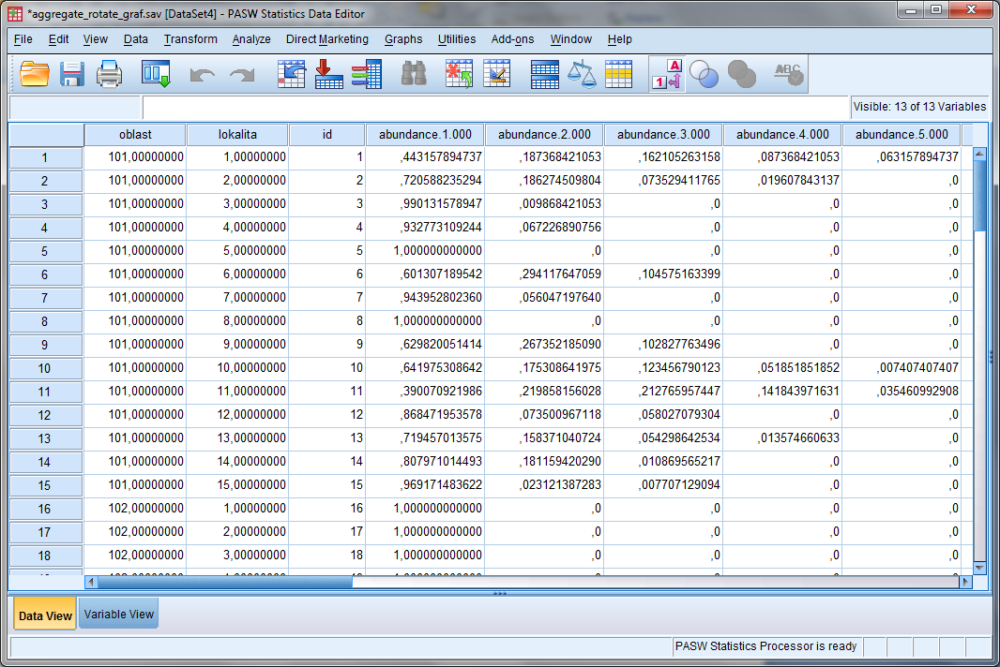 *aggregate_rotate_graf.sav [DataSet4] - PASW Statistics Data Editor
File Edit View Data Transform Analyze Direct Marketing Graphs Utilities Add-ons Window Help
Visible: 13 of 13 Variables
oblast lokalita id abundance.1.000 abundance.2.000 abundance.3.000 abundance.4.000 abundance.5.000
1 101,00000000 1,00000000 1 ,443157894737 ,187368421053 ,162105263158 ,087368421053 ,063157894737
2 101,00000000 2,00000000 2 ,720588235294 ,186274509804 ,073529411765 ,019607843137 ,0
3 101,00000000 3,00000000 3 ,990131578947 ,009868421053 ,0 ,0 ,0
4 101,00000000 4,00000000 4 ,932773109244 ,067226890756 ,0 ,0 ,0
5 101,00000000 5,00000000 5 1,000000000000 ,0 ,0 ,0 ,0
6 101,00000000 6,00000000 6 ,601307189542 ,294117647059 ,104575163399 ,0 ,0
7 101,00000000 7,00000000 7 ,943952802360 ,056047197640 ,0 ,0 ,0
8 101,00000000 8,00000000 8 1,000000000000 ,0 ,0 ,0 ,0
9 101,00000000 9,00000000 9 ,629820051414 ,267352185090 ,102827763496 ,0 ,0
10 101,00000000 10,00000000 10 ,641975308642 ,175308641975 ,123456790123 ,051851851852 ,007407407407
11 101,00000000 11,00000000 11 ,390070921986 ,219858156028 ,212765957447 ,141843971631 ,035460992908
12 101,00000000 12,00000000 12 ,868471953578 ,073500967118 ,058027079304 ,0 ,0
13 101,00000000 13,00000000 13 ,719457013575 ,158371040724 ,054298642534 ,013574660633 ,0
14 101,00000000 14,00000000 14 ,807971014493 ,181159420290 ,010869565217 ,0 ,0
15 101,00000000 15,00000000 15 ,969171483622 ,023121387283 ,007707129094 ,0 ,0
16 102,00000000 1,00000000 16 1,000000000000 ,0 ,0 ,0 ,0
17 102,00000000 2,00000000 17 1,000000000000 ,0 ,0 ,0 ,0
18 102,00000000 3,00000000 18 1,000000000000 ,0 ,0 ,0 ,0
Data View Variable View
PASW Statistics Processor is ready